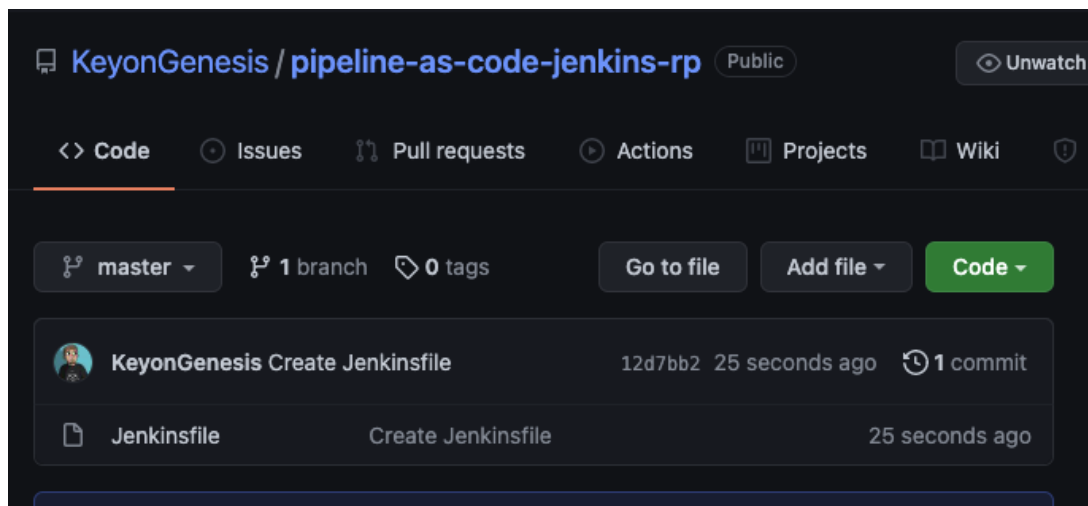 KeyonGenesis / pipeline-as-code-jenkins-rp Public Unwatch
<> Code Issues Pull requests Actions Projects Wiki
master 1 branch 0 tags Go to file Add file Code
KeyonGenesis Create Jenkinsfile 12d7bb2 25 seconds ago 1 commit
Jenkinsfile Create Jenkinsfile 25 seconds ago